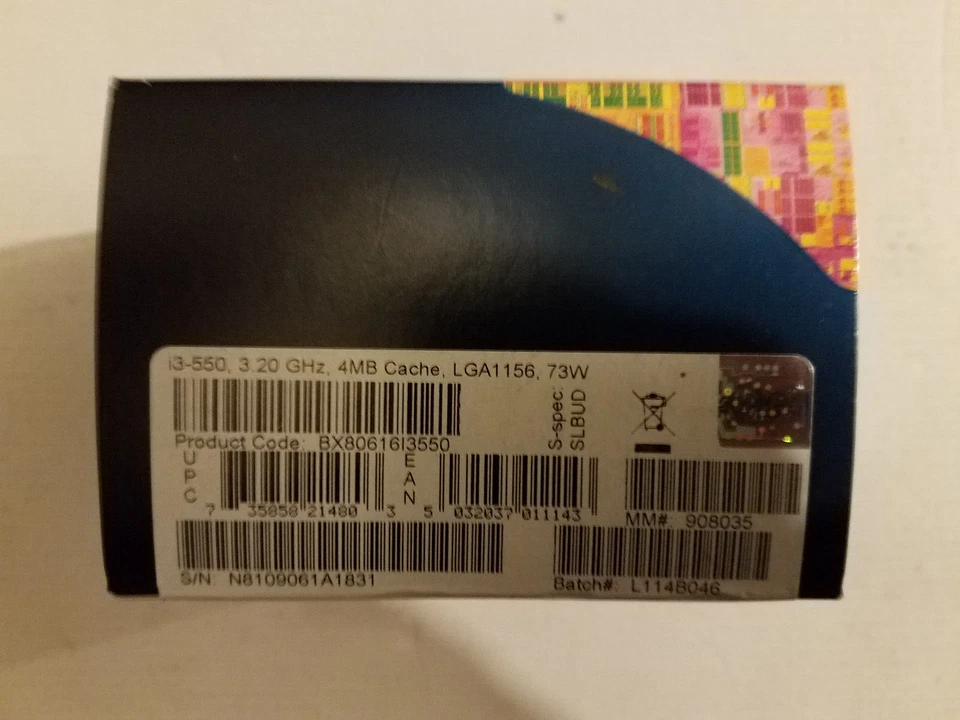 i3-550, 3.20 GHz, 4MB Cache, LGA1156, 73W
S-spec:
SLBUD
Product Code: BX80616I3550
UPC
7 35858 21480 3
EAN
5 032037 011143
MM#: 908035
S/N: N8109061A1831
Batch#: L114B046